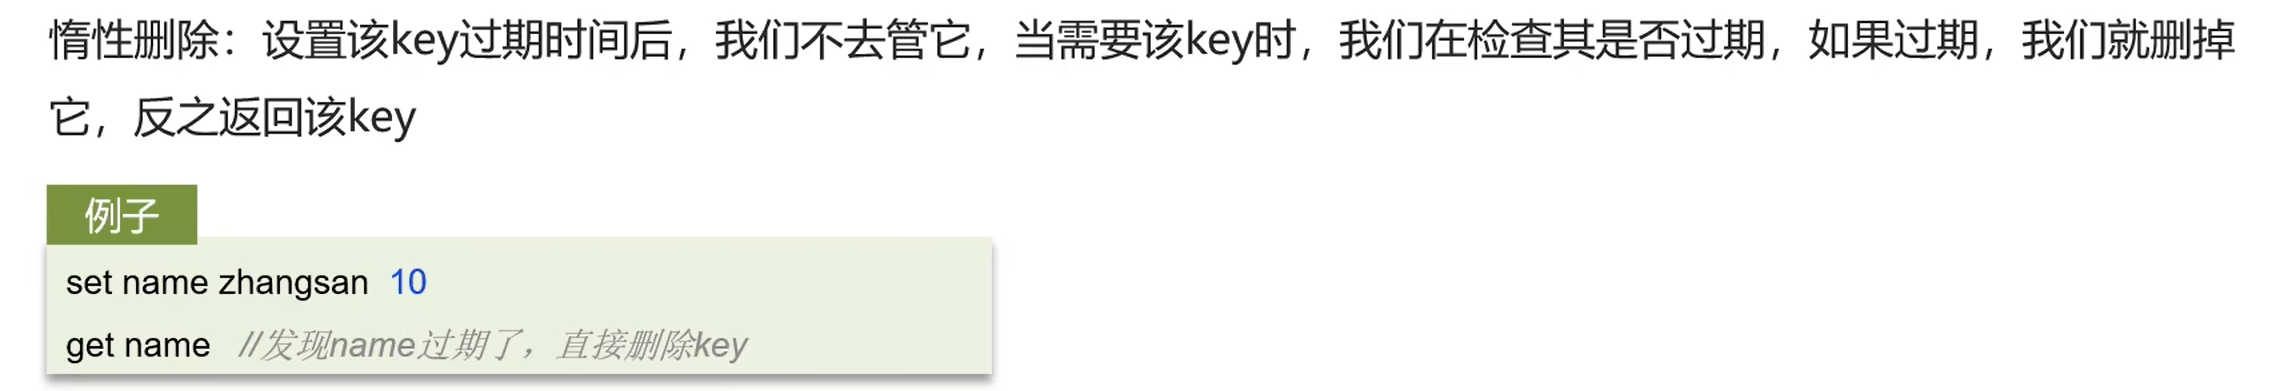 惰性删除：设置该key过期时间后，我们不去管它，当需要该key时，我们在检查其是否过期，如果过期，我们就删掉
它，反之返回该key
例子
set name zhangsan 10
get name //发现name过期了，直接删除key